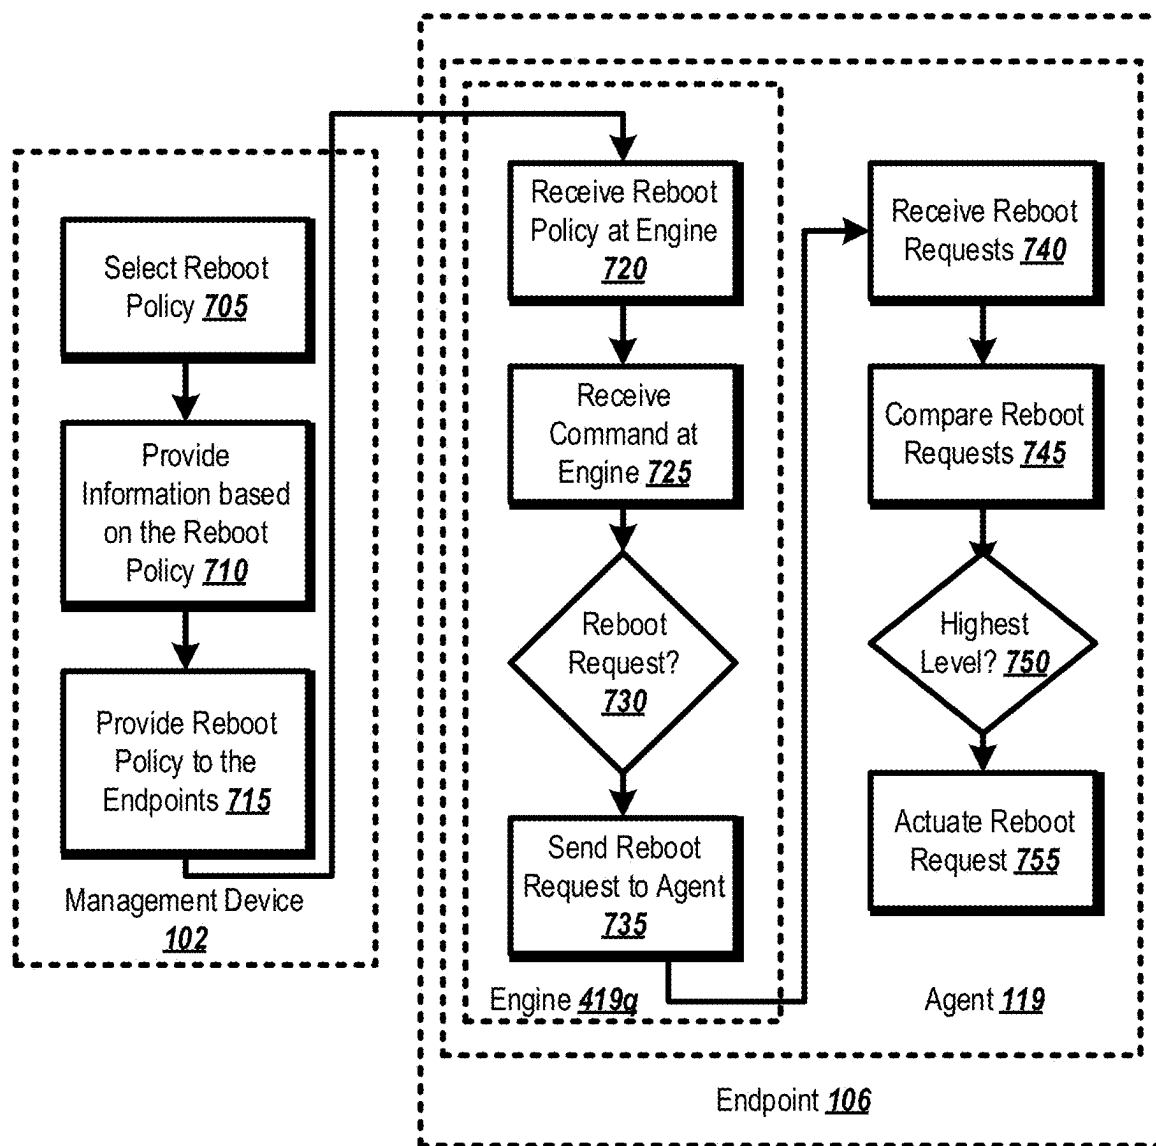 Select Reboot
Policy 705
Provide
Information based
on the Reboot
Policy 710
Provide Reboot
Policy to the
Endpoints 715
Management Device
102
Receive Reboot
Policy at Engine
720
Receive
Command at
Engine 725
Reboot
Request?
730
Send Reboot
Request to Agent
735
Engine 419q
Receive Reboot
Requests 740
Compare Reboot
Requests 745
Highest
Level? 750
Actuate Reboot
Request 755
Agent 119
Endpoint 106